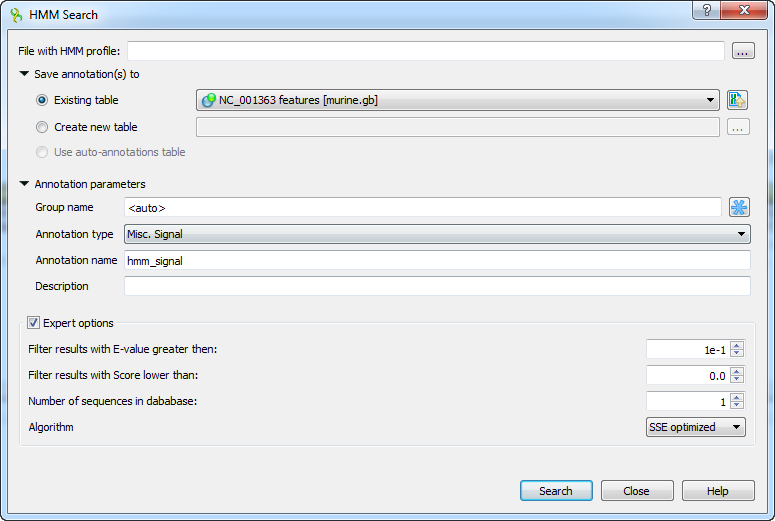 HMM Search
File with HMM profile:
...
Save annotation(s) to
Existing table NC_001363 features [murine.gb]
Create new table ...
Use auto-annotations table
Annotation parameters
Group name <auto>
Annotation type Misc. Signal
Annotation name hmm_signal
Description
Expert options
Filter results with E-value greater then: 1e-1
Filter results with Score lower than: 0.0
Number of sequences in dababase: 1
Algorithm SSE optimized
Search Close Help